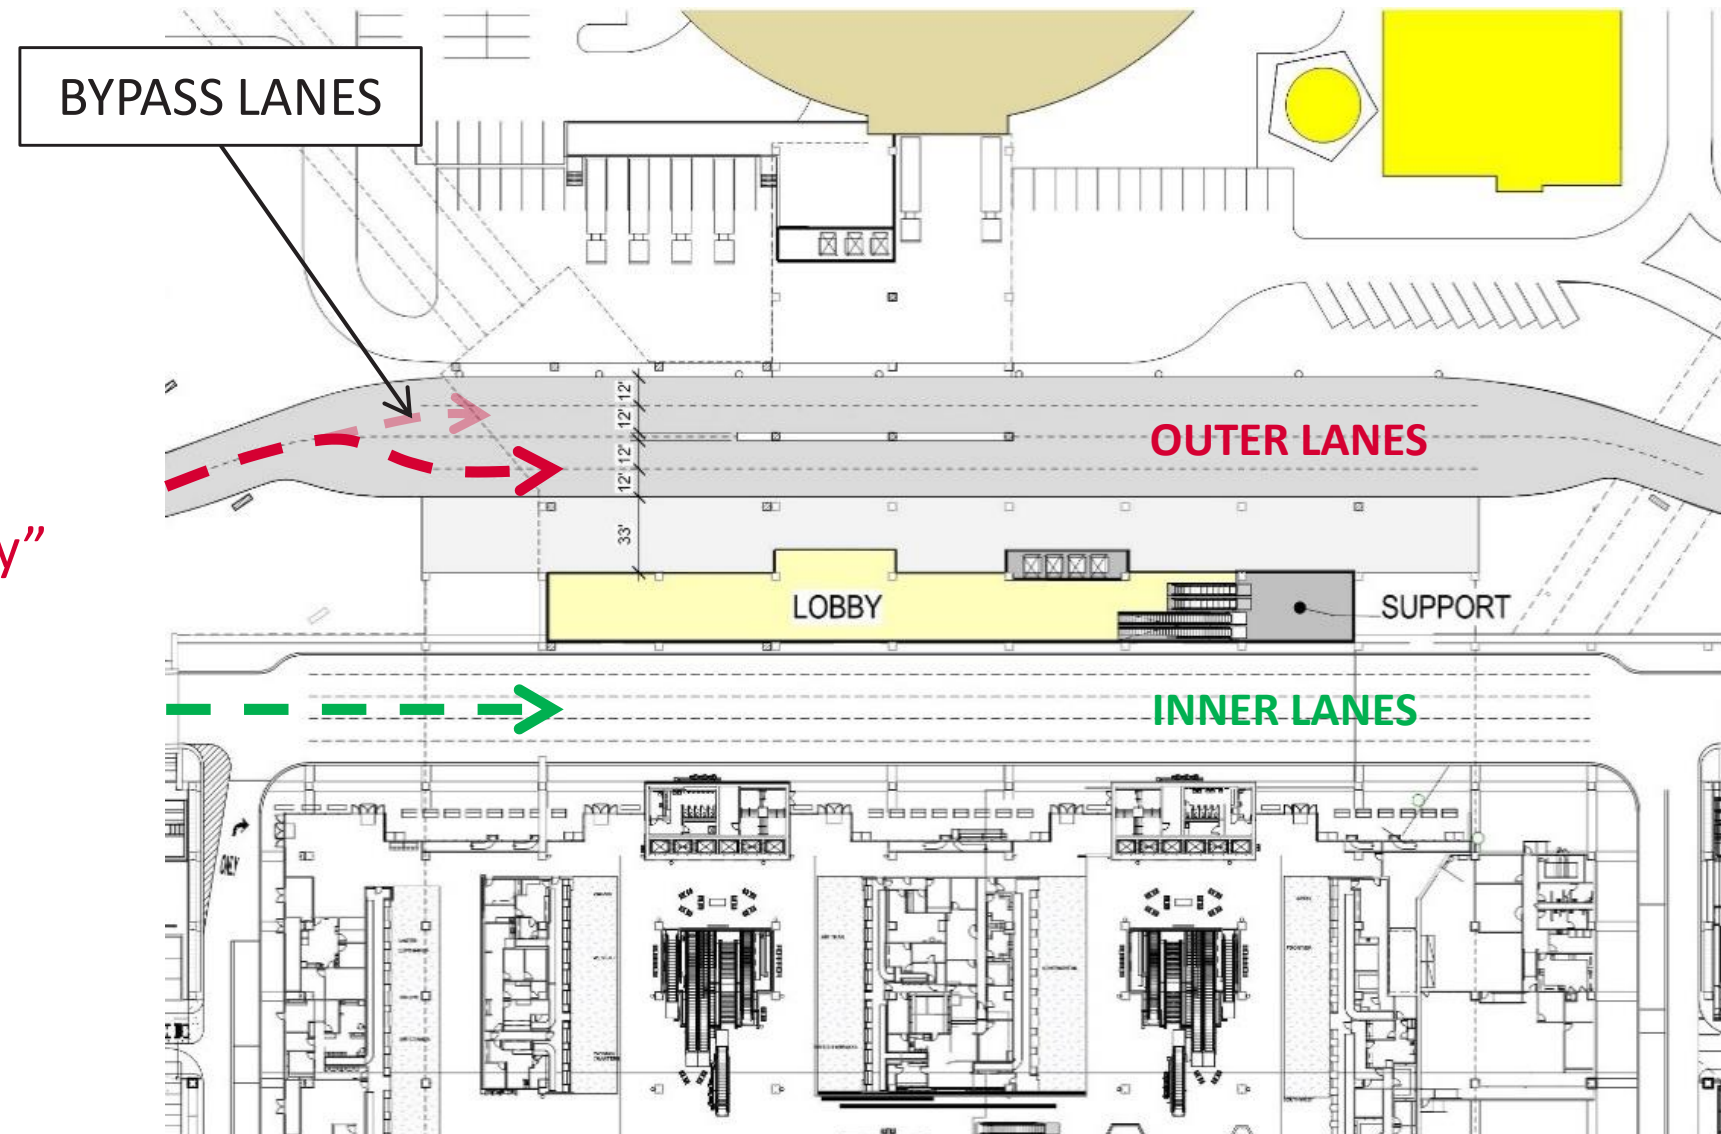 BYPASS LANES
12'
12'
OUTER LANES
12'
12'
y”
33'
LOBBY
SUPPORT
INNER LANES
ONLY